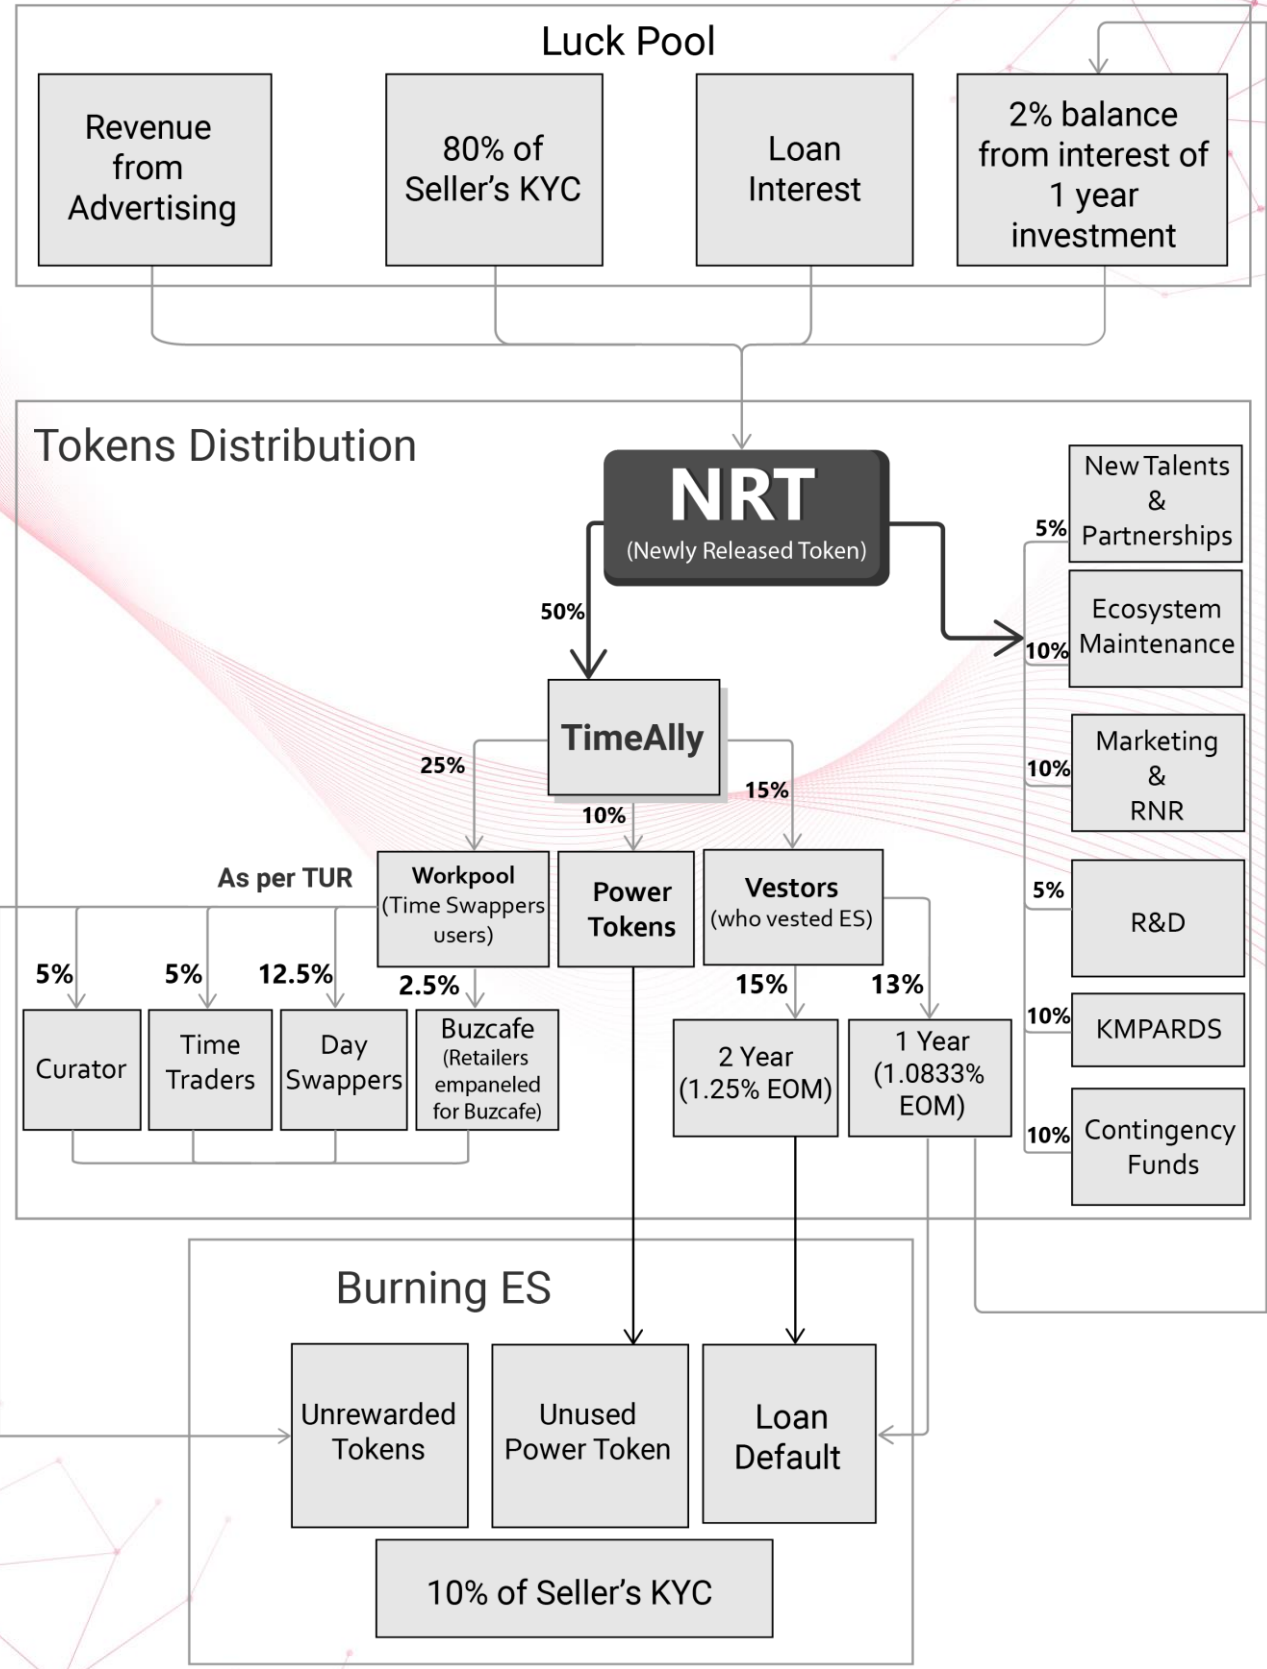 Luck Pool
Revenue
from
Advertising
80% of
Seller's KYC
Loan
Interest
2% balance
from interest of
1 year
investment
Tokens Distribution
NRT
(Newly Released Token)
50%
TimeAlly
25%
10%
15%
As per TUR
Workpool
(Time Swappers
users)
Power
Tokens
Vestors
(who vested ES)
5%
5%
12.5%
2.5%
15%
13%
Curator
Time
Traders
Day
Swappers
Buzcafe
(Retailers
empaneled
for Buzcafe)
2 Year
(1.25% EOM)
1 Year
(1.0833%
EOM)
5%
New Talents
&
Partnerships
10%
Ecosystem
Maintenance
10%
Marketing
&
RNR
5%
R&D
10%
KMPARDS
10%
Contingency
Funds
Burning ES
Unrewarded
Tokens
Unused
Power Token
Loan
Default
10% of Seller's KYC